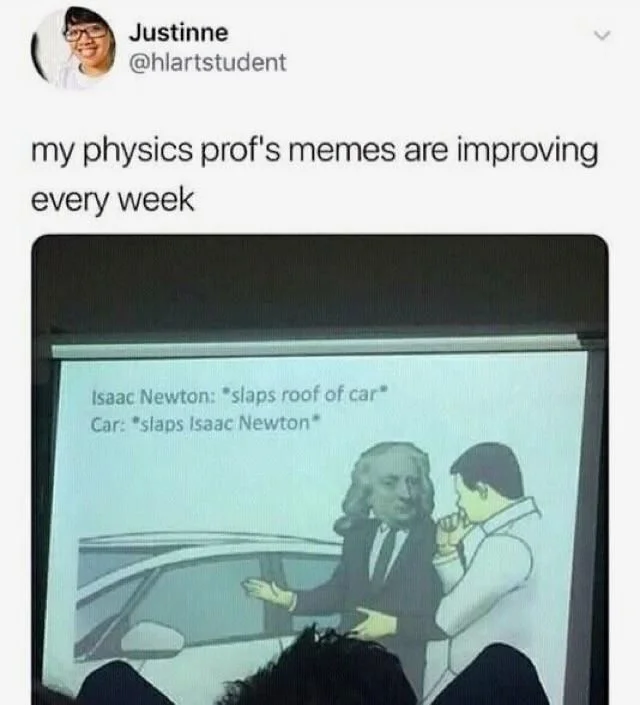 Justinne
@hlartstudent
my physics prof's memes are improving
every week
Isaac Newton: *slaps roof of car*
Car: *slaps Isaac Newton*